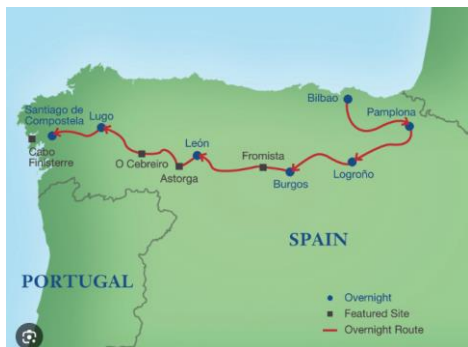 Bilbao
Pamplona
Santiago de
Compostela
Lugo
León
Fromista
Logroño
Burgos
Cabo
Finisterre
O Cebreiro
Astorga
SPAIN
PORTUGAL
Overnight
Featured Site
Overnight Route